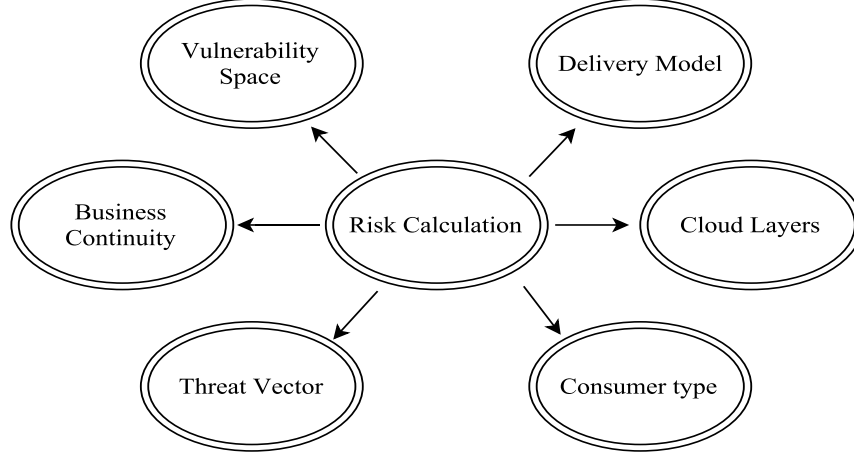 Vulnerability
Space
Delivery Model
Business
Continuity
Risk Calculation
Cloud Layers
Threat Vector
Consumer type